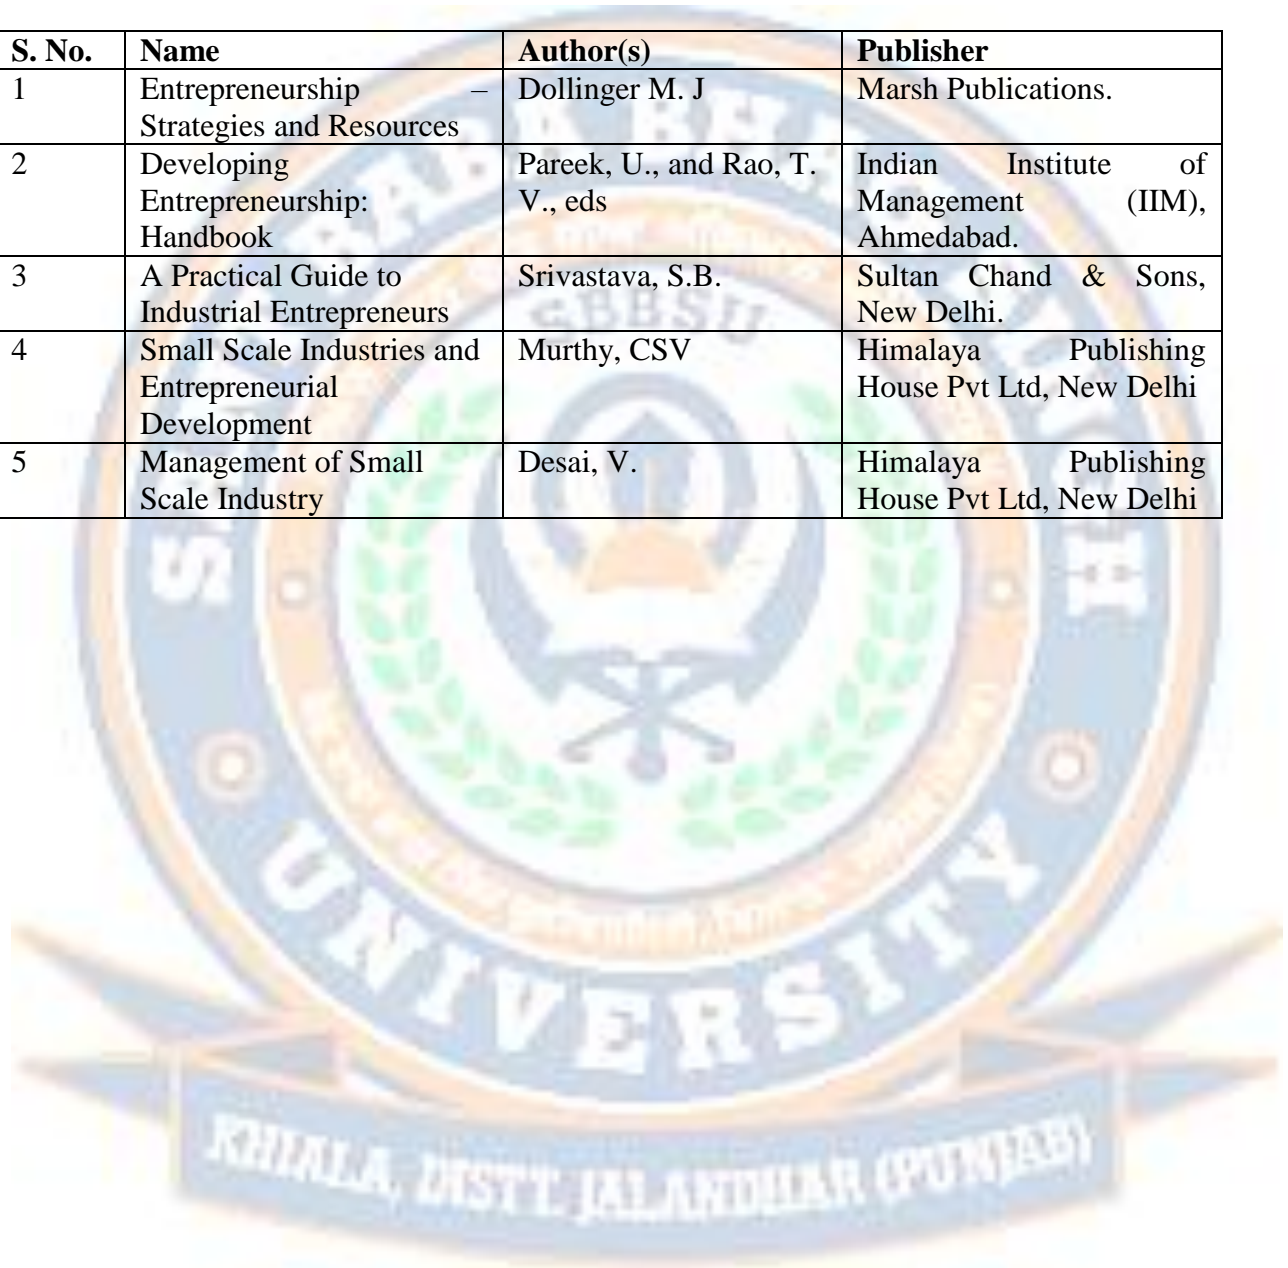 S. No. Name Author(s) Publisher
1 Entrepreneurship – Dollinger M. J Marsh Publications.
Strategies and Resources
2 Developing Pareek, U., and Rao, T. Indian Institute of
Entrepreneurship: V., eds Management (IIM),
Handbook Ahmedabad.
3 A Practical Guide to Srivastava, S.B. Sultan Chand & Sons,
Industrial Entrepreneurs New Delhi.
4 Small Scale Industries and Murthy, CSV Himalaya Publishing
Entrepreneurial House Pvt Ltd, New Delhi
Development
5 Management of Small Desai, V. Himalaya Publishing
Scale Industry House Pvt Ltd, New Delhi
SBBSU
UNIVERSITY
KHIALA, DISTT. JALANDHAR (PUNJAB)